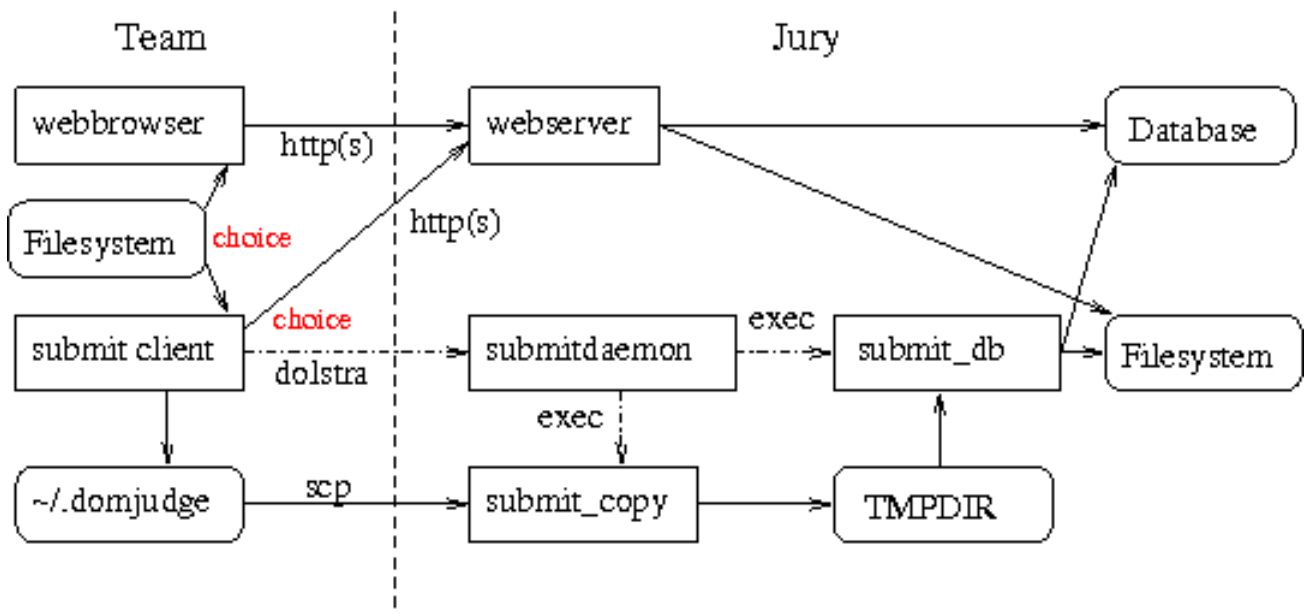 Team
Jury
webbrowser
http(s)
webserver
Database
Filesystem
choice
http(s)
submit client
choice
dolstra
submitdaemon
exec
submit_db
Filesystem
exec
~/.domjudge
scp
submit_copy
TMPDIR